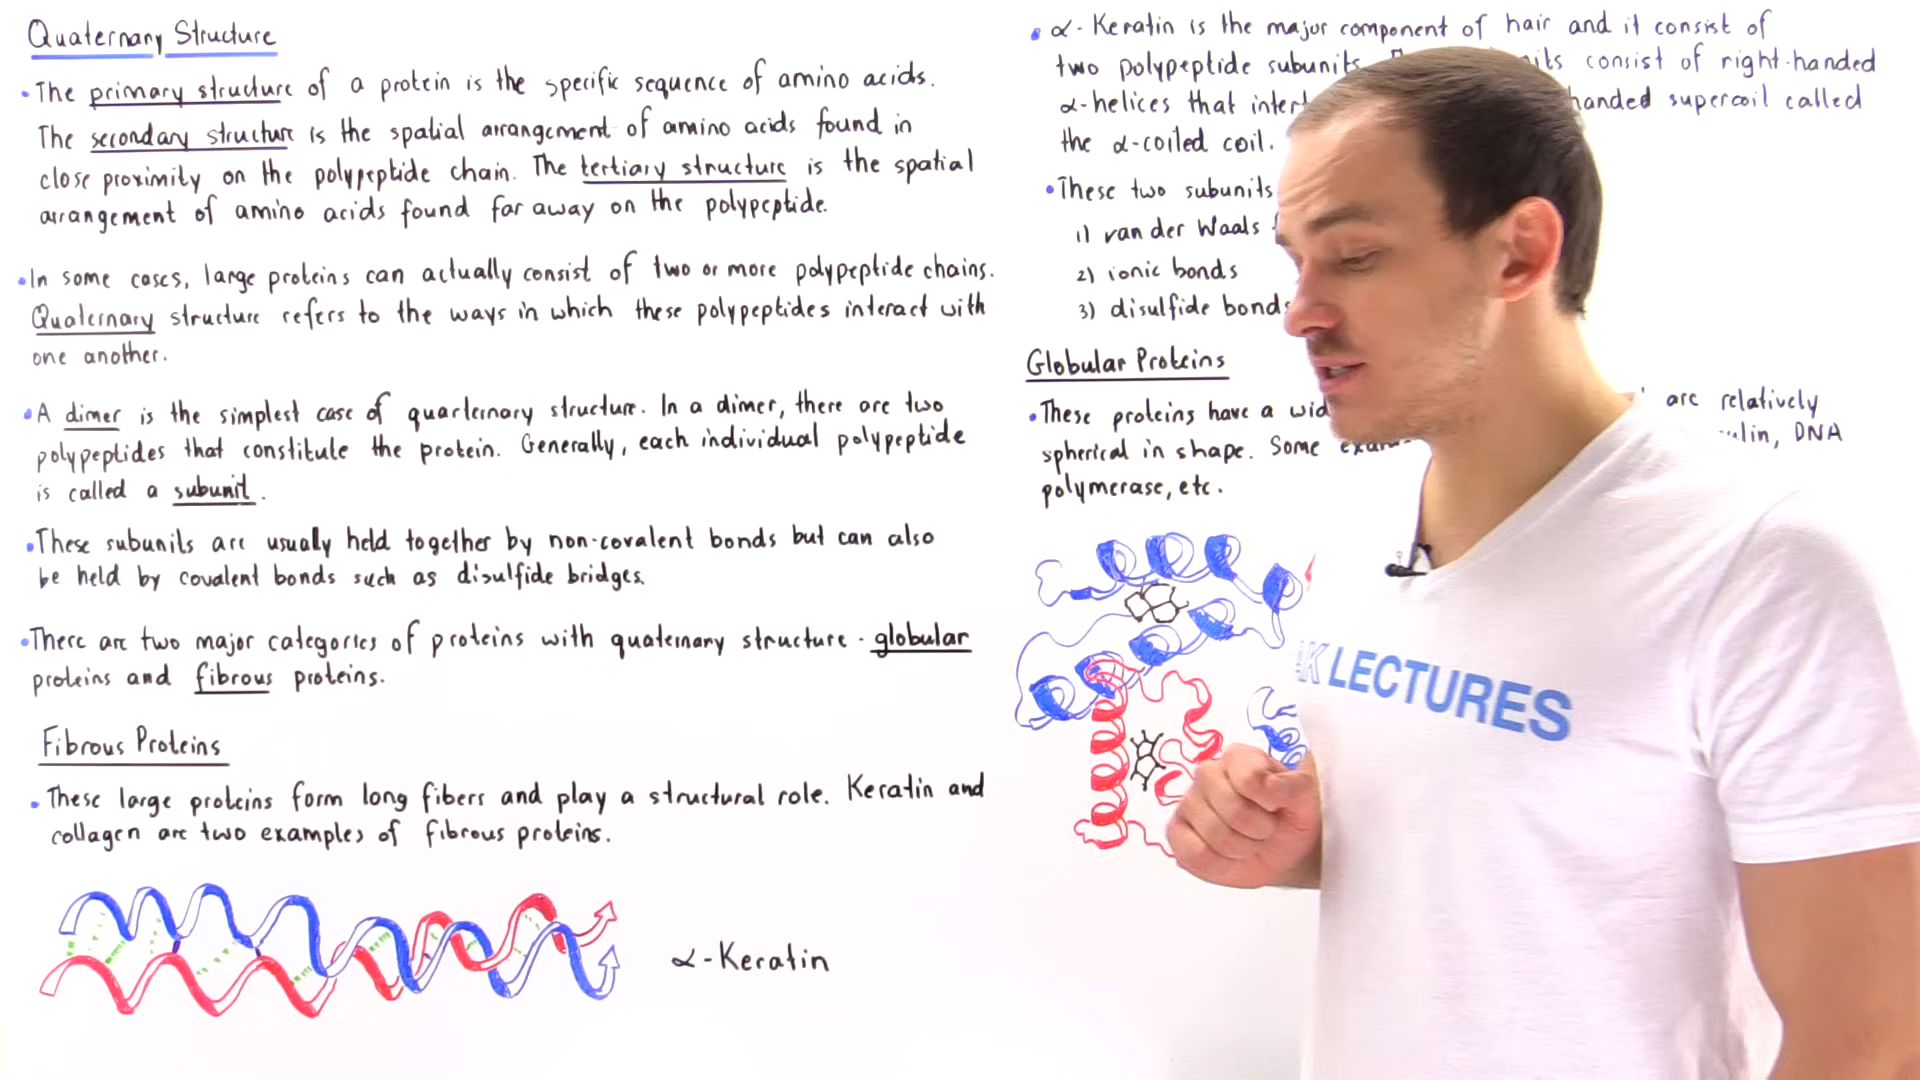 Quaternary Structure
• The primary structure of a protein is the specific sequence of amino acids.
The secondary structure is the spatial arrangement of amino acids found in
close proximity on the polypeptide chain. The tertiary structure is the spatial
arrangement of amino acids found far away on the polypeptide.
• In some cases, large proteins can actually consist of two or more polypeptide chains.
Quaternary structure refers to the ways in which these polypeptides interact with
one another.
• A dimer is the simplest case of quarternary structure. In a dimer, there are two
polypeptides that constitute the protein. Generally, each individual polypeptide
is called a subunit.
• These subunits are usually held together by non-covalent bonds but can also
be held by covalent bonds such as disulfide bridges.
• There are two major categories of proteins with quaternary structure - globular
proteins and fibrous proteins.
Fibrous Proteins
• These large proteins form long fibers and play a structural role. Keratin and
collagen are two examples of fibrous proteins.
α-Keratin
• α-Keratin is the major component of hair and it consist of
two polypeptide subunits consist of right-handed
α-helices that handed supercoil called
the α-coiled coil.
• These two subunits
1) van der Waals
2) ionic bonds
3) disulfide bonds
Globular Proteins
• These proteins have a are relatively
spherical in shape. Some DNA
polymerase, etc.
AK LECTURES